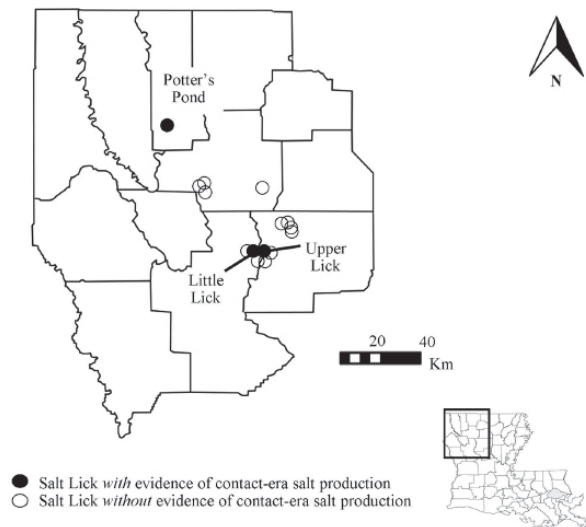 Potter's
Pond
N
Upper
Lick
Little
Lick
20 40
Km
Salt Lick with evidence of contact-era salt production
Salt Lick without evidence of contact-era salt production